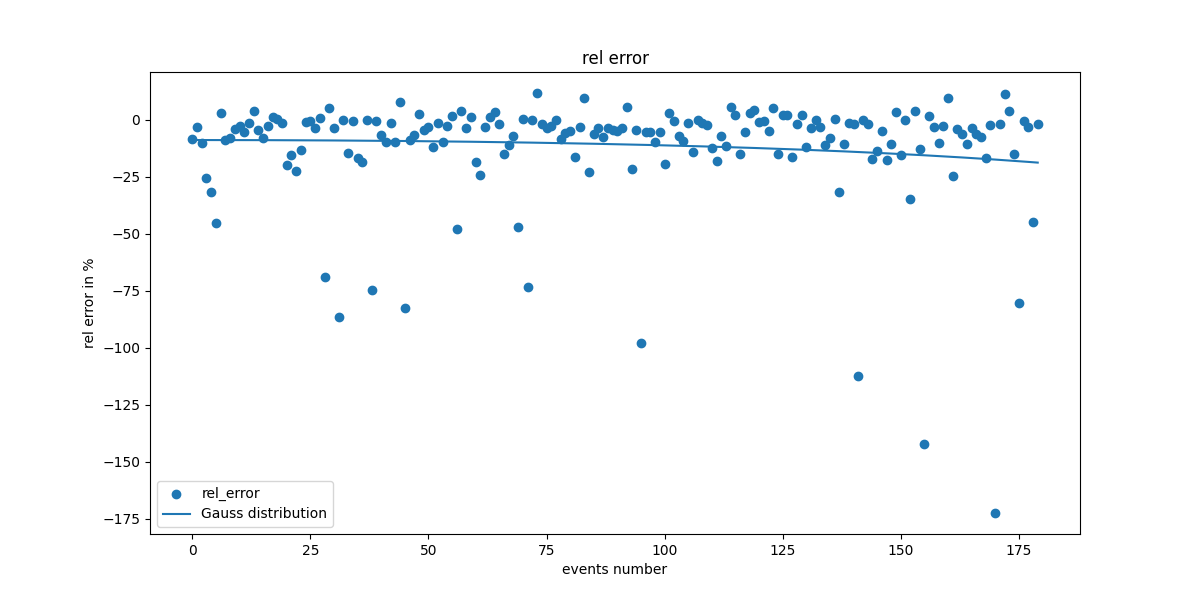 rel error
rel error in %
0
−25
−50
−75
−100
−125
−150
−175
rel_error
Gauss distribution
0 25 50 75 100 125 150 175
events number